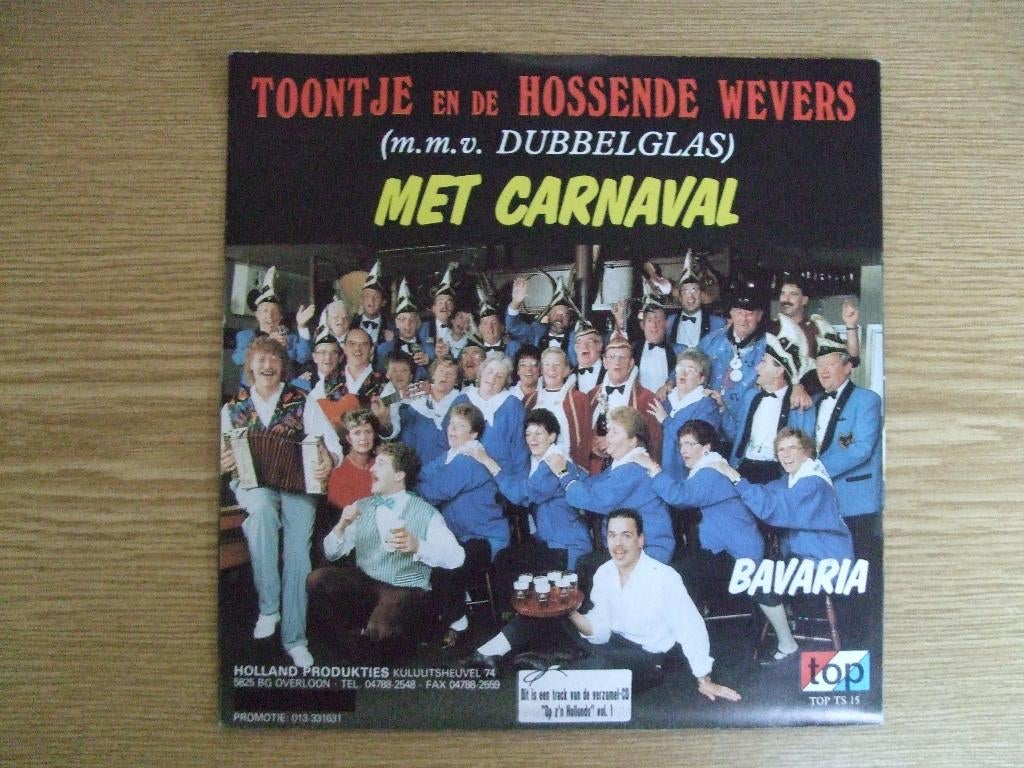 TOONTJE EN DE HOSSENDE WEVERS
(m.m.v. DUBBELGLAS)
MET CARNAVAL
BAVARIA
HOLLAND PRODUKTIES KULUUTSHEUVEL 74
5825 BG OVERLOON · TEL. 04788-2548 · FAX 04788-2559
PROMOTIE: 013-331631
Dit is een track van de verzamel-CD
"Op z'n Hollands" vol. 1
top
TOP TS 15